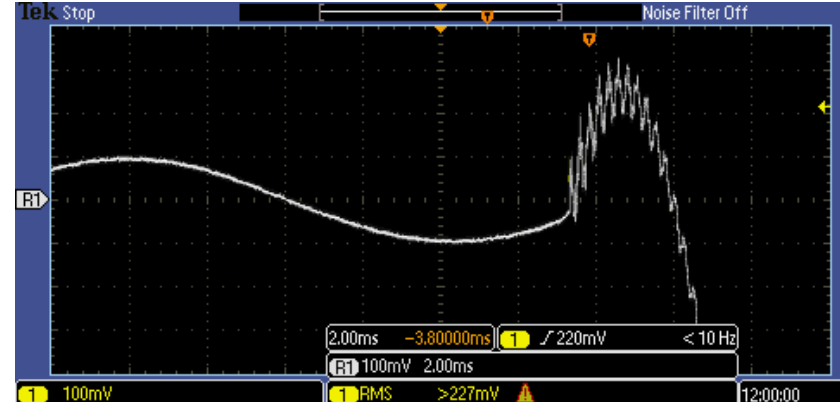 Tek Stop Noise Filter Off
T
T
R1
2.00ms −3.80000ms 1 220mV < 10 Hz
R1 100mV 2.00ms
1 100mV 1 RMS >227mV 12:00:00